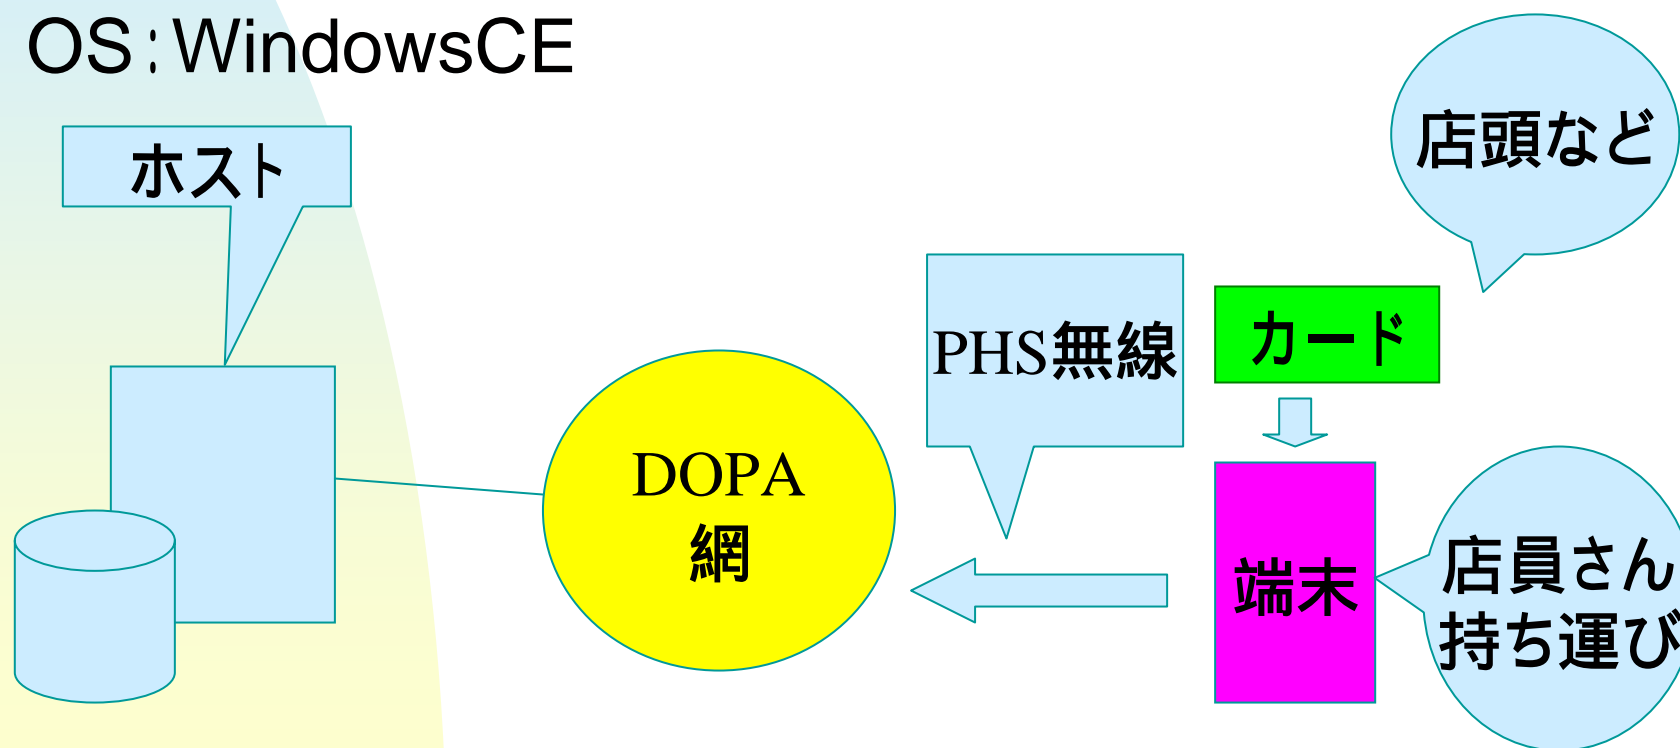 OS:WindowsCE
ホスト
店頭など
PHS無線
カード
DOPA
網
端末
店員さん
持ち運び